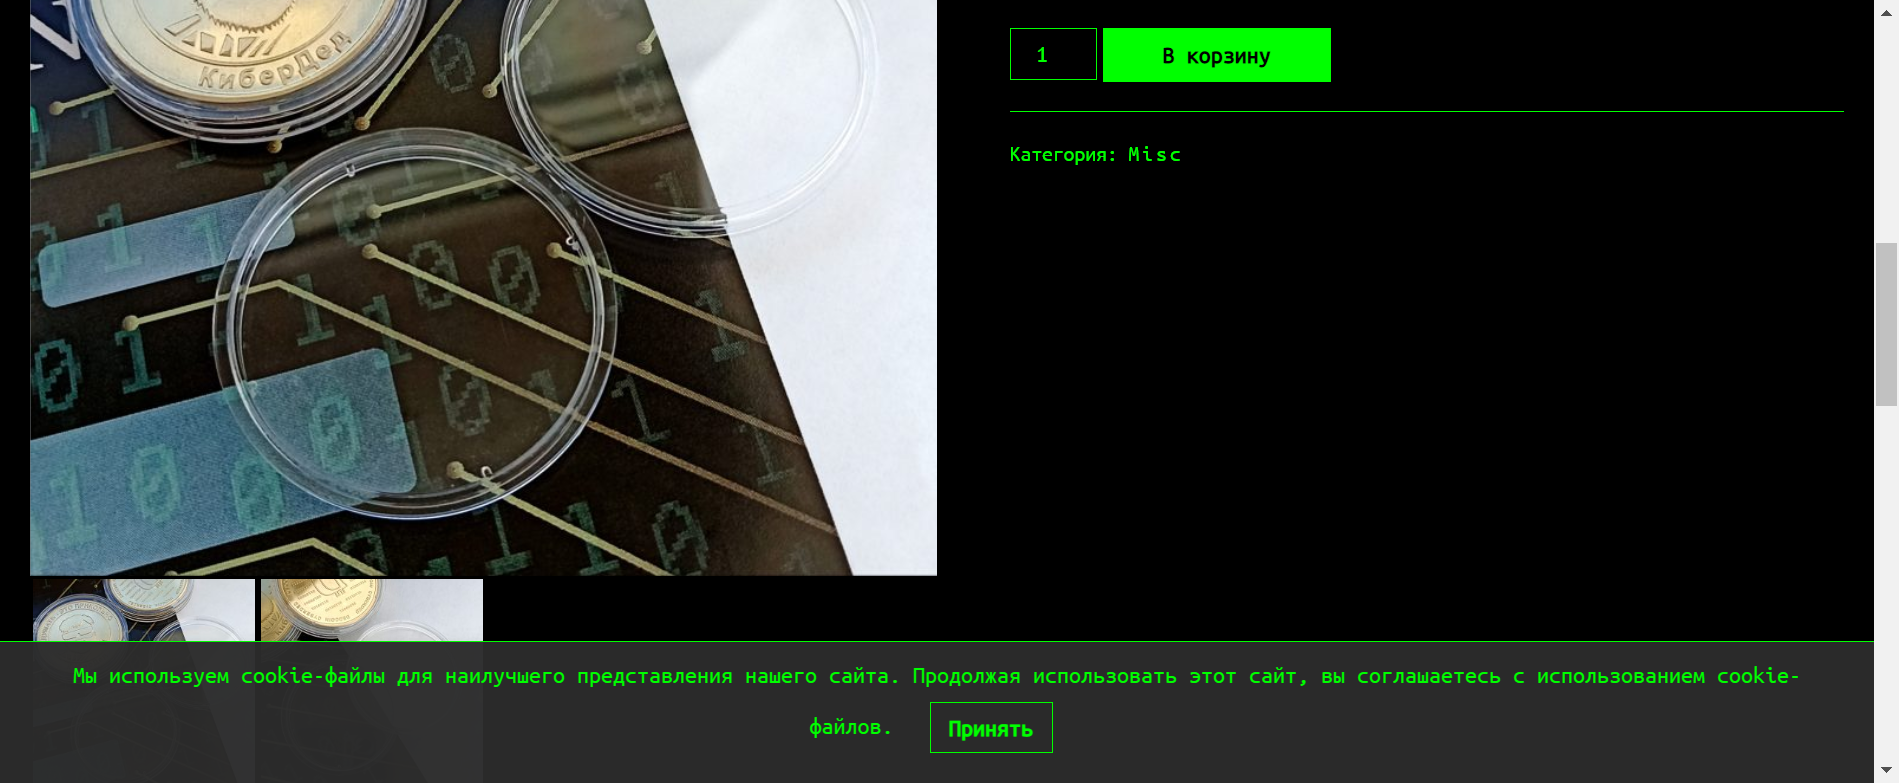 КиберДед
1
В корзину
Категория: Misc
Мы используем cookie-файлы для наилучшего представления нашего сайта. Продолжая использовать этот сайт, вы соглашаетесь с использованием cookie-
файлов.
Принять